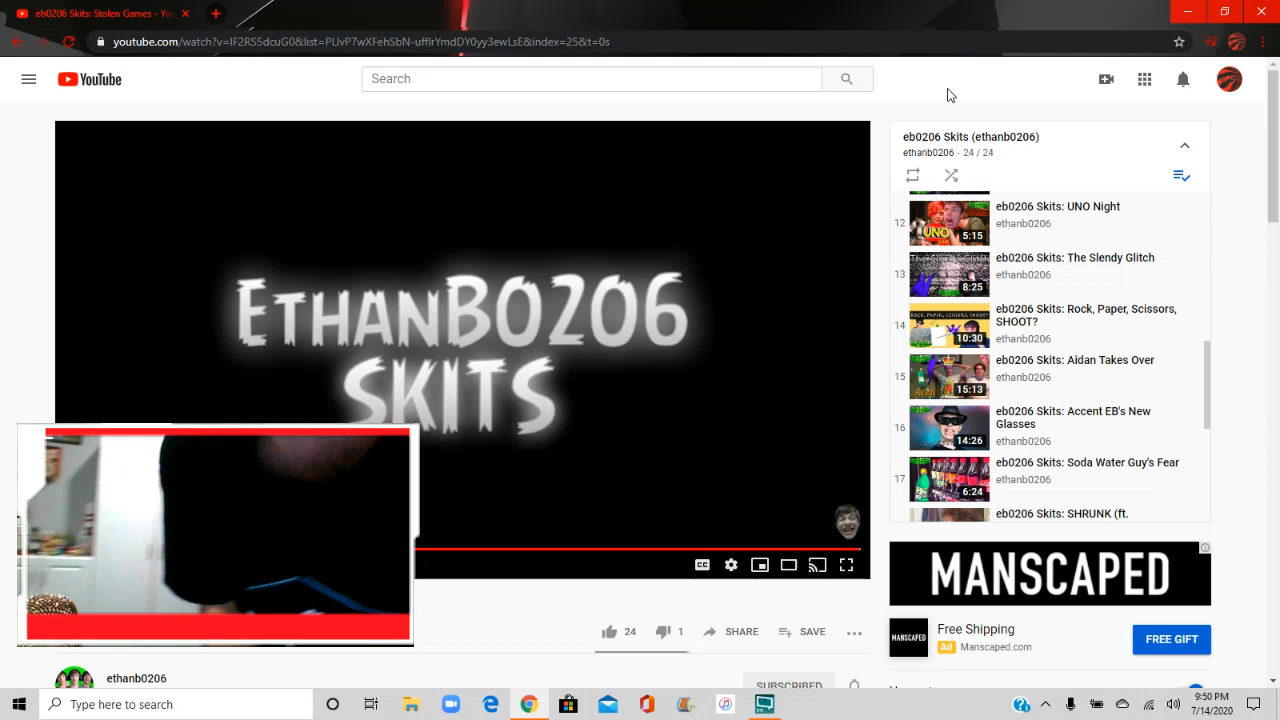 eb0206 Skits: Stolen Games - Yo
youtube.com/watch?v=IF2RS5dcuG0&list=PLlvP7wXFehSbN-ufflrYmdDY0yy3ewLsE&index=25&t=0s
YouTube
Search
ETHANB0206
SKITS
24
1
SHARE
SAVE
ethanb0206
SUBSCRIBED
eb0206 Skits (ethanb0206)
ethanb0206 - 24 / 24
12
UNO
5:15
eb0206 Skits: UNO Night
ethanb0206
13
8:25
eb0206 Skits: The Slendy Glitch
ethanb0206
14
ROCK, PAPER, SCISSORS,
10:30
eb0206 Skits: Rock, Paper, Scissors,
SHOOT?
ethanb0206
15
15:13
eb0206 Skits: Aidan Takes Over
ethanb0206
16
14:26
eb0206 Skits: Accent EB's New
Glasses
ethanb0206
17
6:24
eb0206 Skits: Soda Water Guy's Fear
ethanb0206
eb0206 Skits: SHRUNK (ft.
MANSCAPED
MANSCAPED
Free Shipping
Ad Manscaped.com
FREE GIFT
Type here to search
9:50 PM
7/14/2020